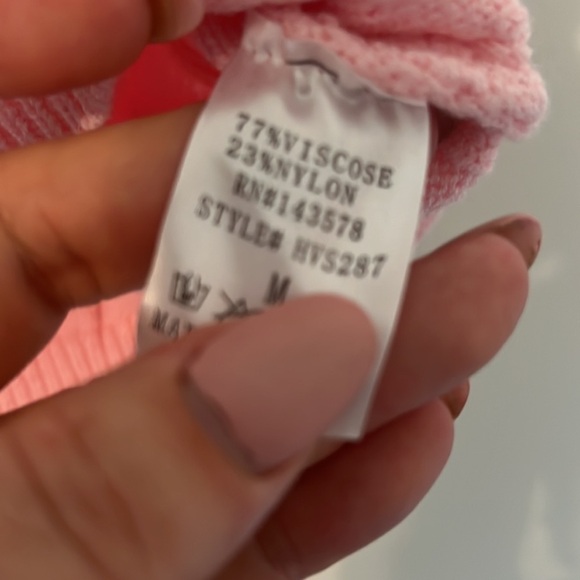 77%VISCOSE
23%NYLON
RN#143578
STYLE# HVS287
M